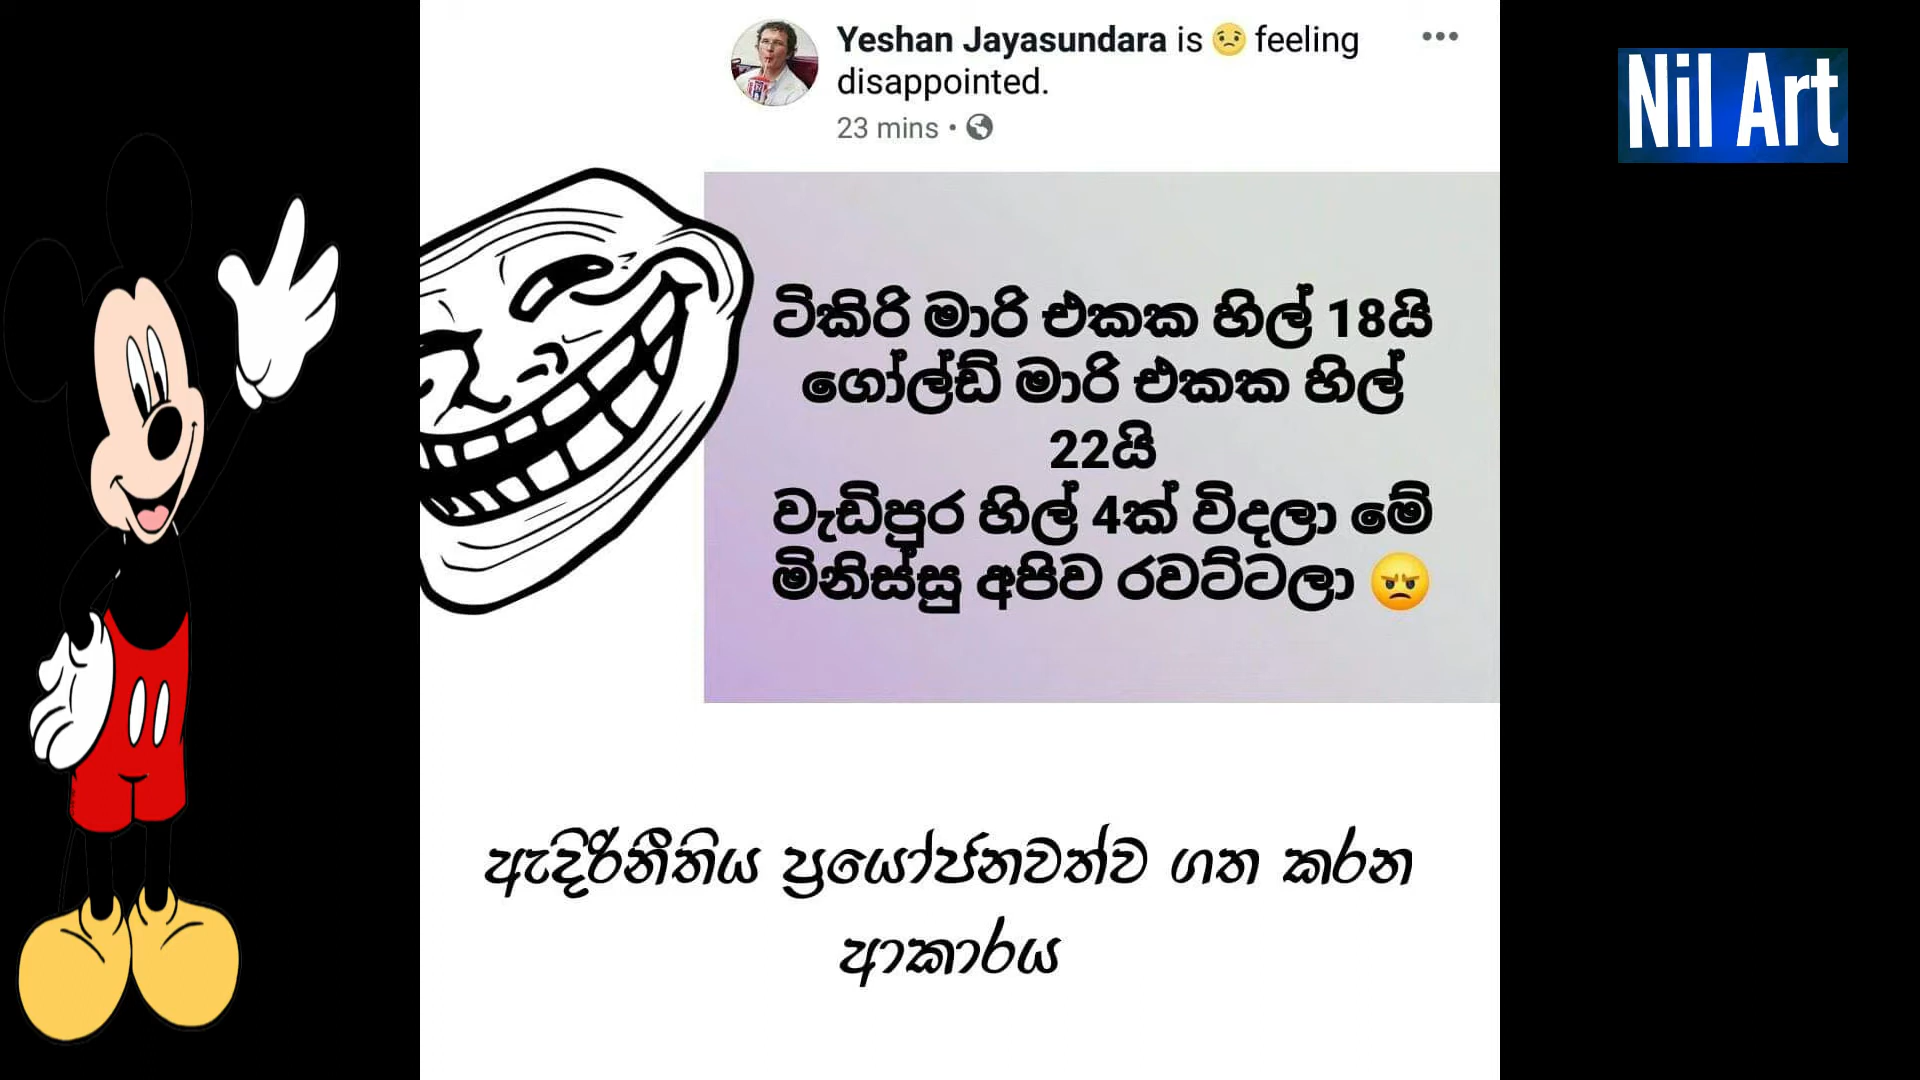 Yeshan Jayasundara is 😟 feeling
disappointed.
23 mins •
Nil Art
ටිකිරි මාරි එකක හිල් 18යි
ගෝල්ඩ් මාරි එකක හිල්
22යි
වැඩිපුර හිල් 4ක් විදලා මේ
මිනිස්සු අපිව රවට්ටලා 😠
ඇදිරිනීතිය ප්‍රයෝජනවත්ව ගත කරන
ආකාරය